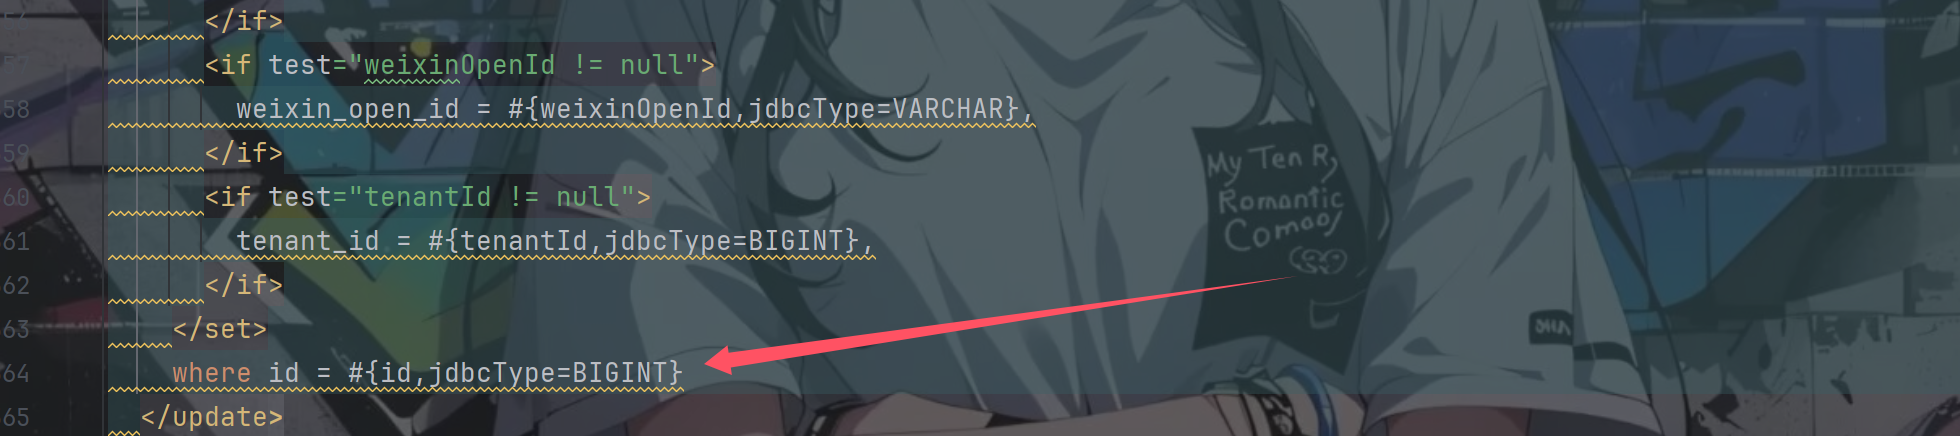 57
</if>
<if test="weixinOpenId != null">
58
weixin_open_id = #{weixinOpenId,jdbcType=VARCHAR},
59
</if>
60
<if test="tenantId != null">
61
tenant_id = #{tenantId,jdbcType=BIGINT},
62
</if>
63
</set>
64
where id = #{id,jdbcType=BIGINT}
65
</update>
My Ten R
Romantic